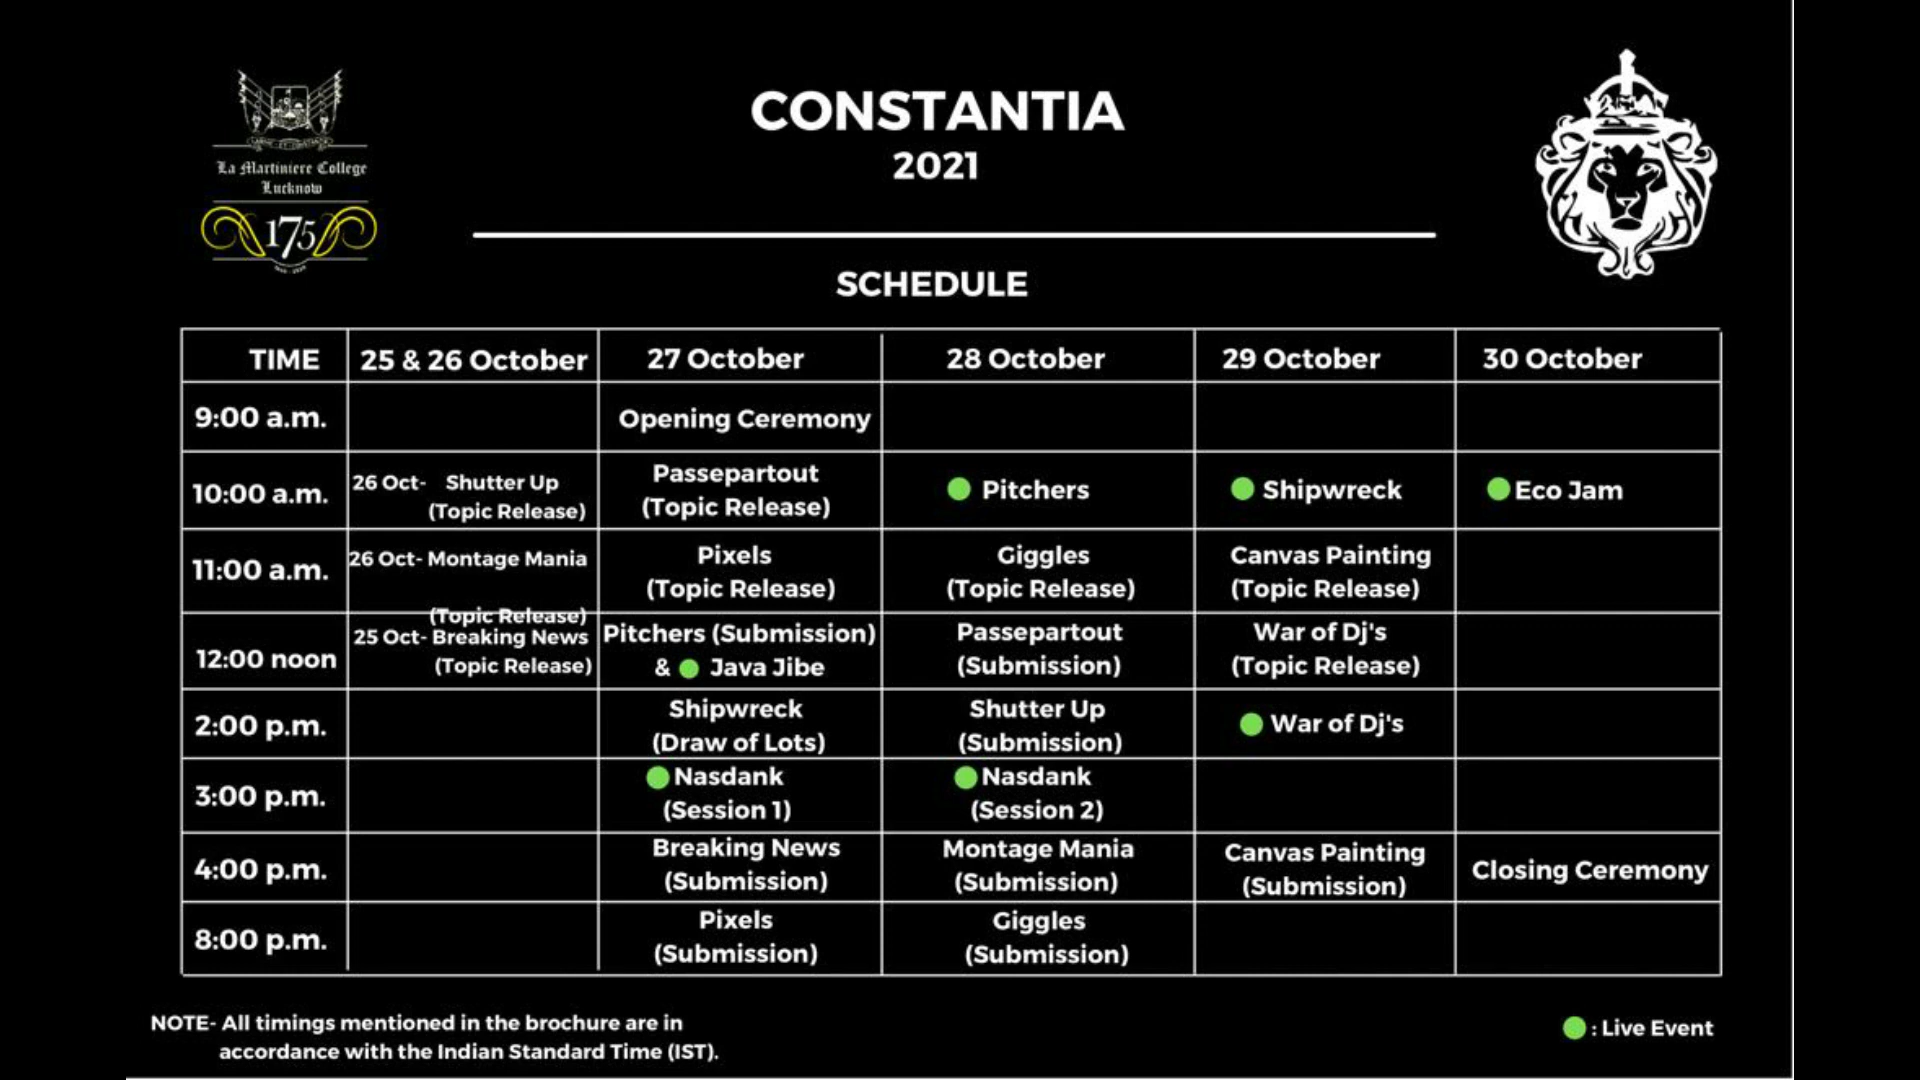 La Martiniere College
Lucknow
175
CONSTANTIA
2021
SCHEDULE
TIME 25 & 26 October 27 October 28 October 29 October 30 October
9:00 a.m. Opening Ceremony
10:00 a.m.
26 Oct- Shutter Up
(Topic Release)
Passepartout
(Topic Release)
Pitchers
Shipwreck
Eco Jam
11:00 a.m.
26 Oct- Montage Mania
(Topic Release)
Pixels
(Topic Release)
Giggles
(Topic Release)
Canvas Painting
(Topic Release)
12:00 noon
25 Oct- Breaking News
(Topic Release)
Pitchers (Submission)
& Java Jibe
Passepartout
(Submission)
War of Dj's
(Topic Release)
2:00 p.m.
Shipwreck
(Draw of Lots)
Shutter Up
(Submission)
War of Dj's
3:00 p.m.
Nasdank
(Session 1)
Nasdank
(Session 2)
4:00 p.m.
Breaking News
(Submission)
Montage Mania
(Submission)
Canvas Painting
(Submission)
Closing Ceremony
8:00 p.m.
Pixels
(Submission)
Giggles
(Submission)
NOTE- All timings mentioned in the brochure are in
accordance with the Indian Standard Time (IST).
: Live Event